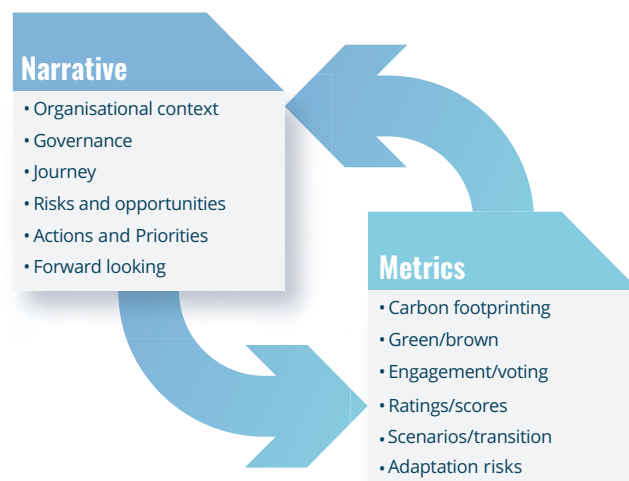 Narrative
• Organisational context
• Governance
• Journey
• Risks and opportunities
• Actions and Priorities
• Forward looking
Metrics
• Carbon footprinting
• Green/brown
• Engagement/voting
• Ratings/scores
• Scenarios/transition
• Adaptation risks